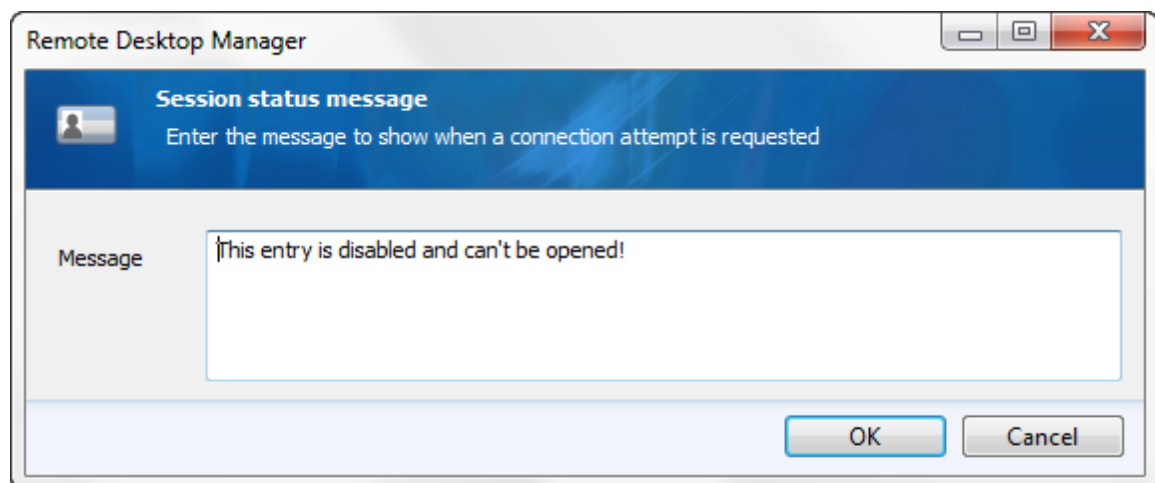 Remote Desktop Manager
Session status message
Enter the message to show when a connection attempt is requested
Message
This entry is disabled and can't be opened!
OK
Cancel